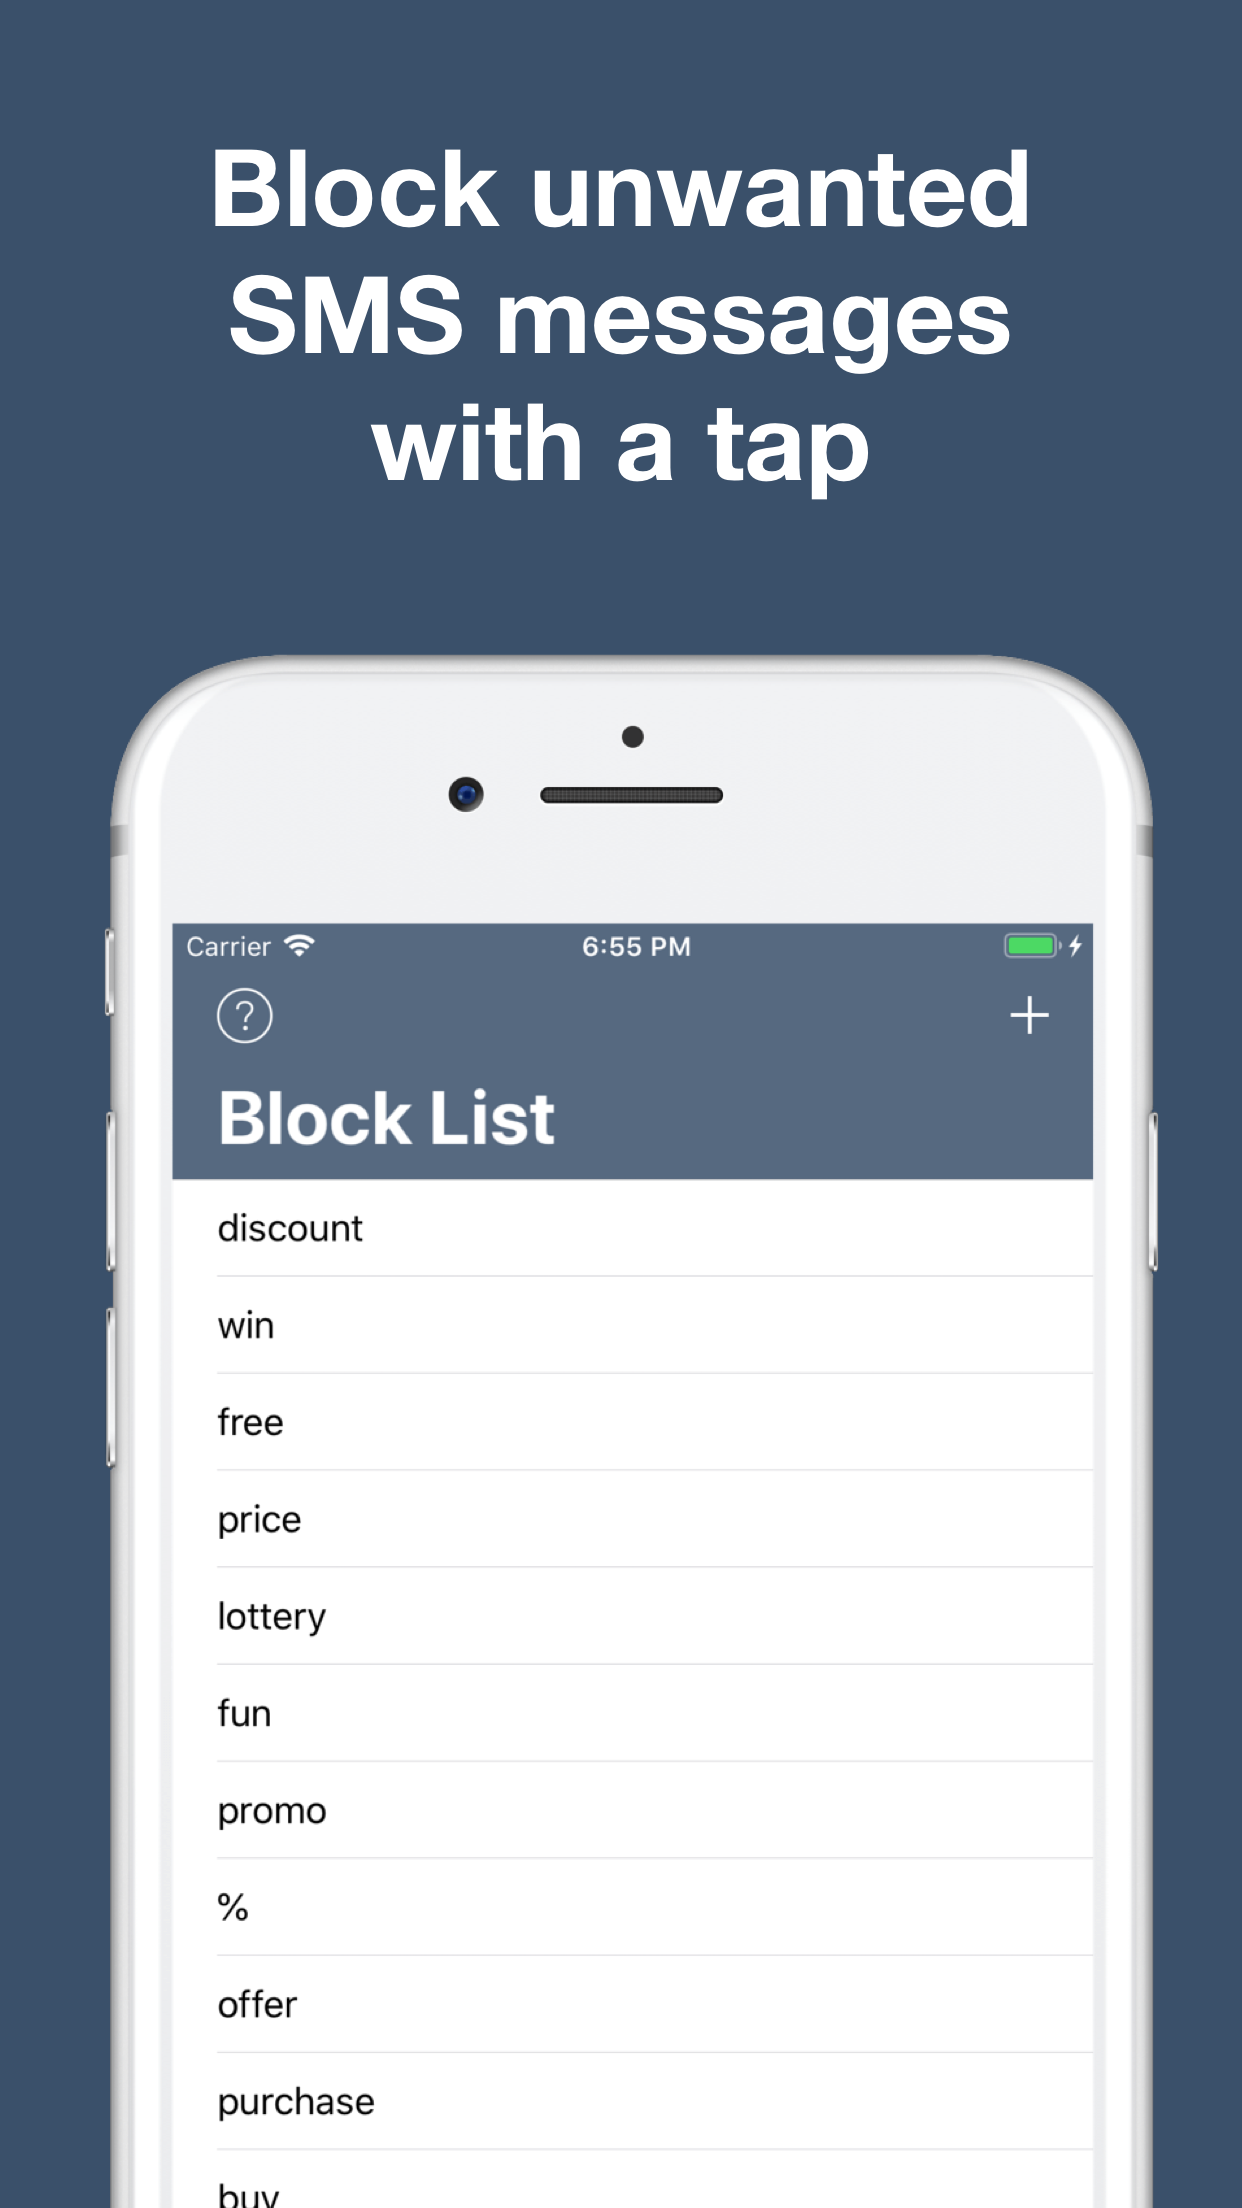 Block unwanted
SMS messages
with a tap
Carrier 6:55 PM
?
Block List
discount
win
free
price
lottery
fun
promo
%
offer
purchase
buy